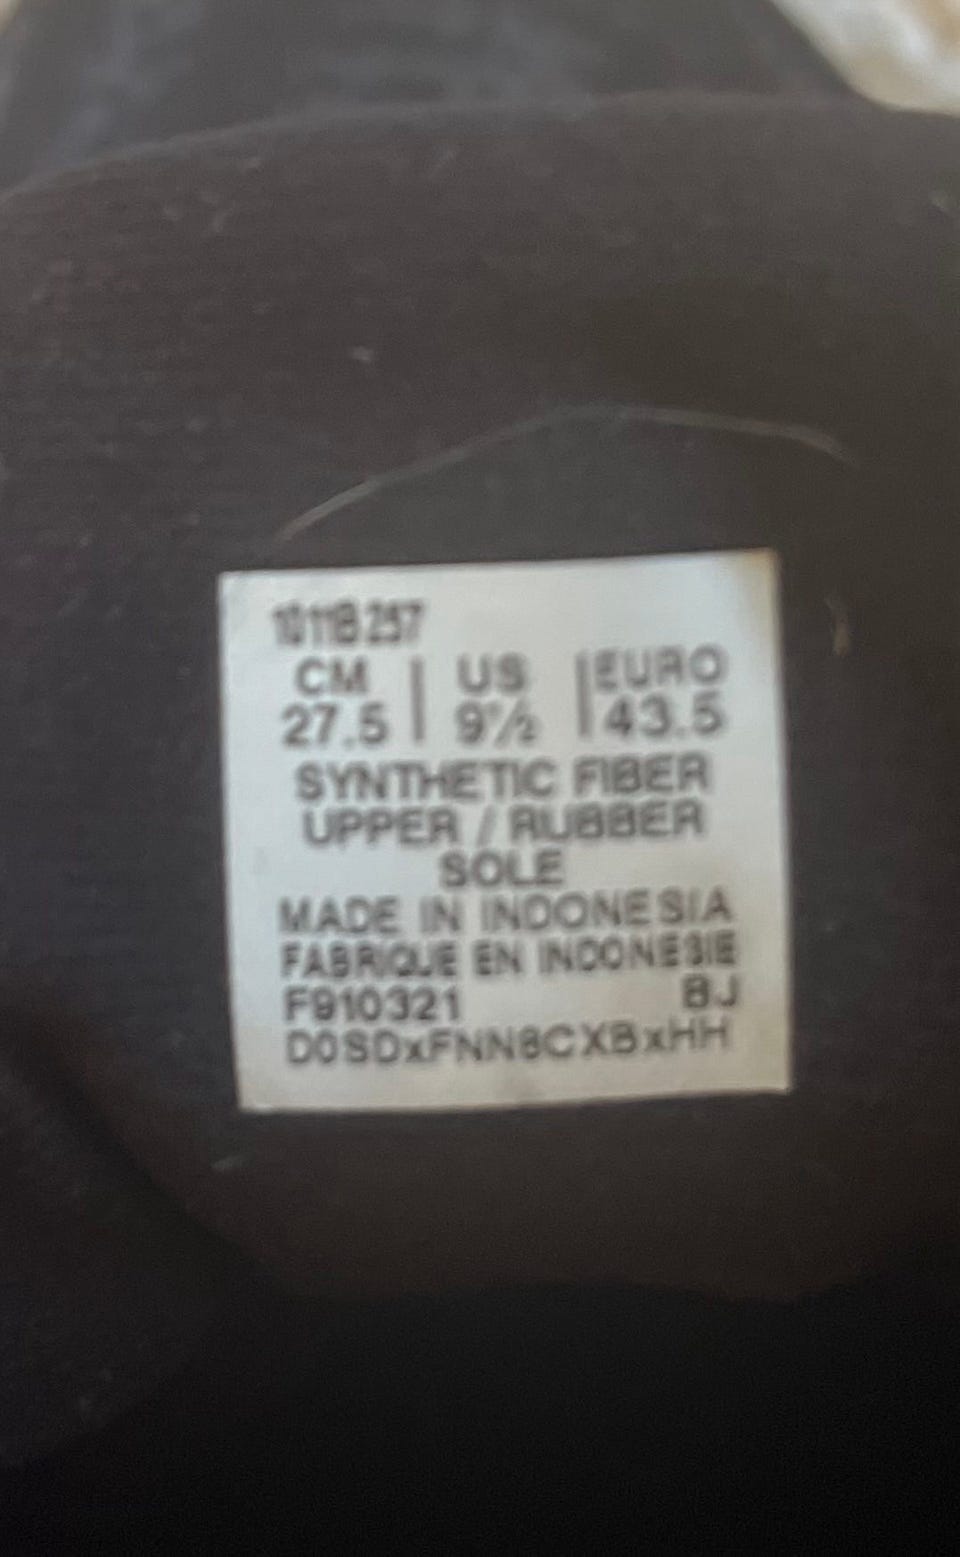 1011B257
CM | US | EURO
27.5 | 9½ | 43.5
SYNTHETIC FIBER
UPPER / RUBBER
SOLE
MADE IN INDONESIA
FABRIQUE EN INDONESIE
F910321 BJ
D0SDxFNN8CXBxHH